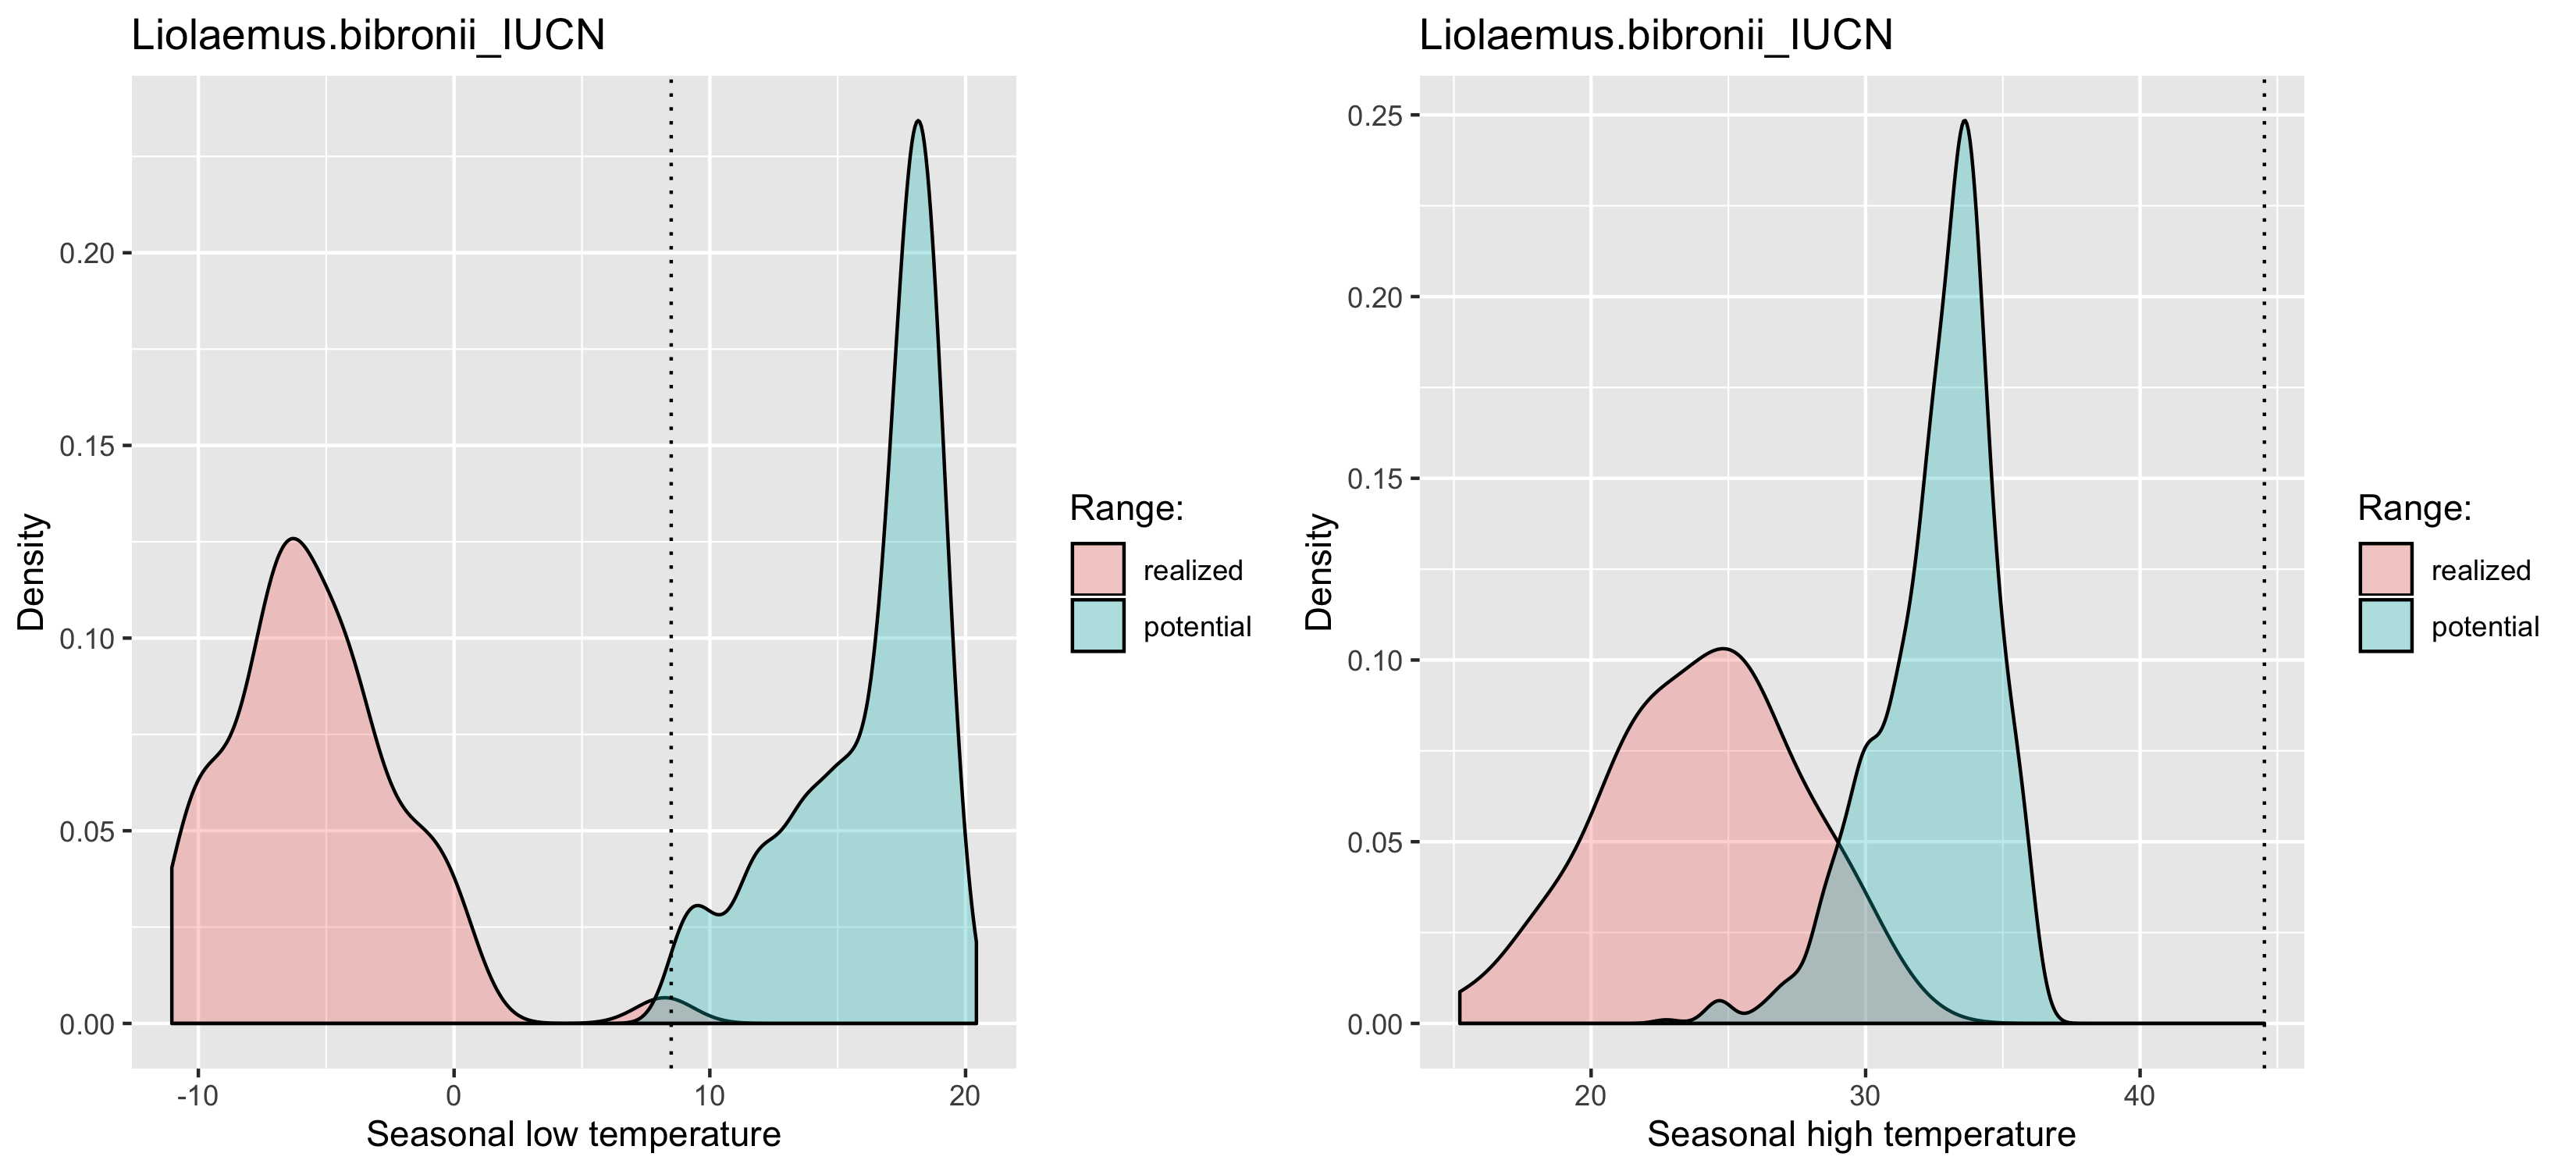 Liolaemus.bibronii_IUCN
Density
0.20
0.15
0.10
0.05
0.00
-10
0
10
20
Seasonal low temperature
Range:
realized
potential
Liolaemus.bibronii_IUCN
Density
0.25
0.20
0.15
0.10
0.05
0.00
20
30
40
Seasonal high temperature
Range:
realized
potential